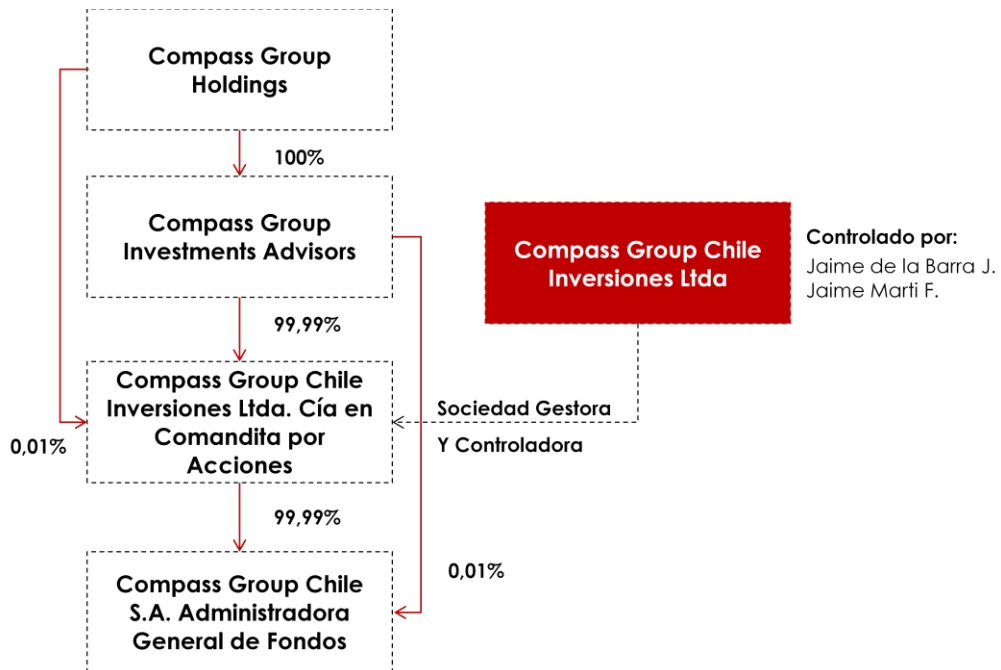 Compass Group
Holdings
100%
Compass Group
Investments Advisors
Compass Group Chile
Inversiones Ltda
Controlado por:
Jaime de la Barra J.
Jaime Marti F.
99,99%
Compass Group Chile
Inversiones Ltda. Cía en
Comandita por
Acciones
0,01%
Sociedad Gestora
Y Controladora
99,99%
0,01%
Compass Group Chile
S.A. Administradora
General de Fondos